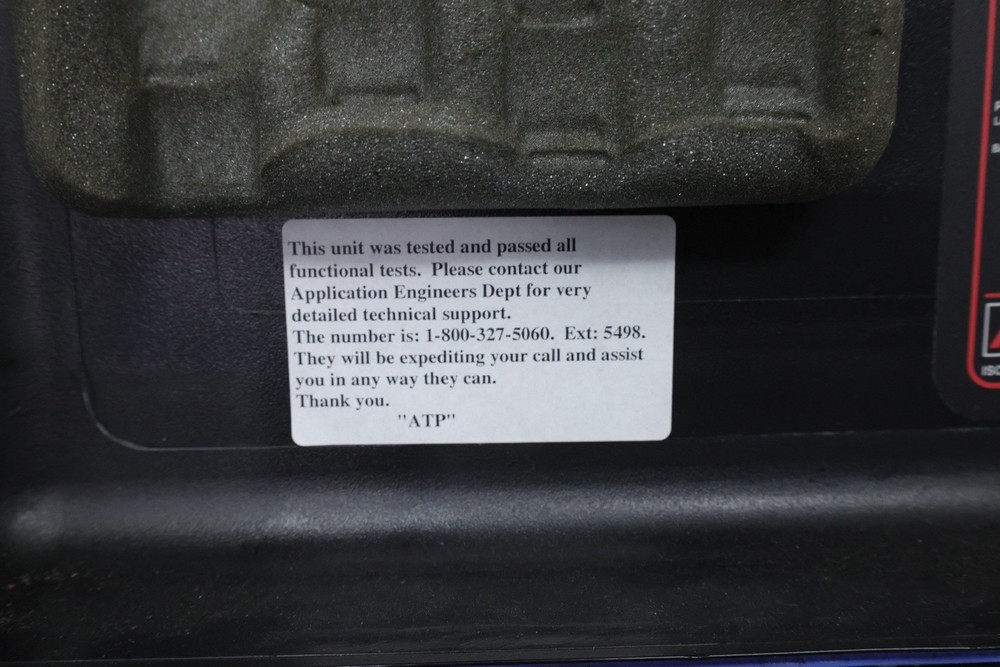 This unit was tested and passed all
functional tests.  Please contact our
Application Engineers Dept for very
detailed technical support.
The number is: 1-800-327-5060.  Ext: 5498.
They will be expediting your call and assist
you in any way they can.
Thank you.
"ATP"
ISO